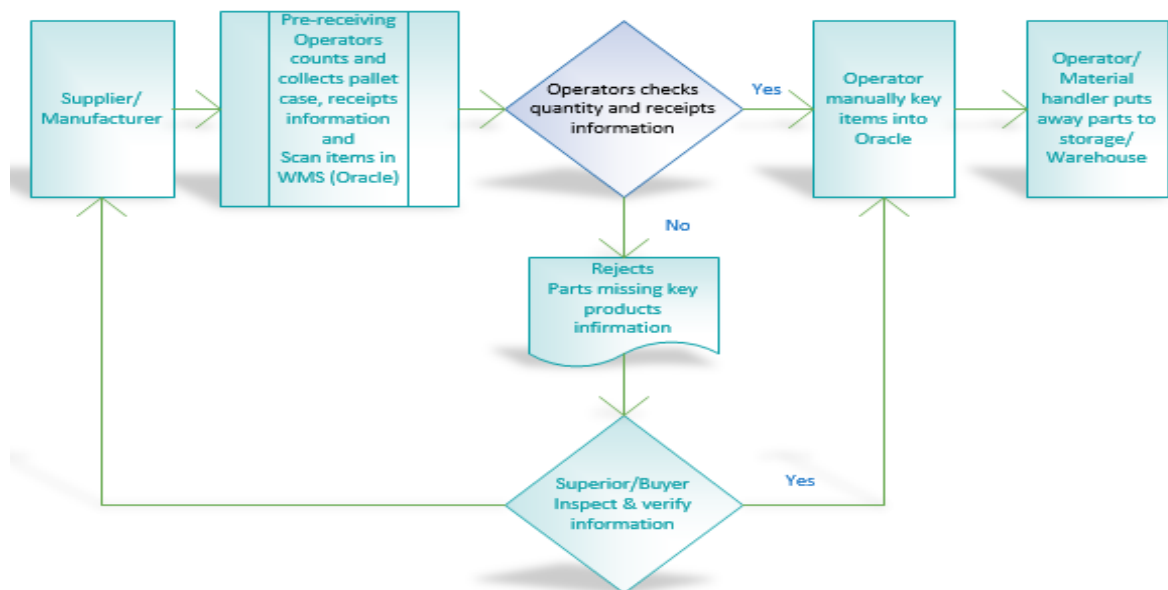 Supplier/
Manufacturer
Pre-receiving
Operators
counts and
collects pallet
case, receipts
information
and
Scan items in
WMS (Oracle)
Operators checks
quantity and receipts
information
Yes
Operator
manually key
items into
Oracle
Operator/
Material
handler puts
away parts to
storage/
Warehouse
No
Rejects
Parts missing key
products
infirmation
Superior/Buyer
Inspect & verify
information
Yes